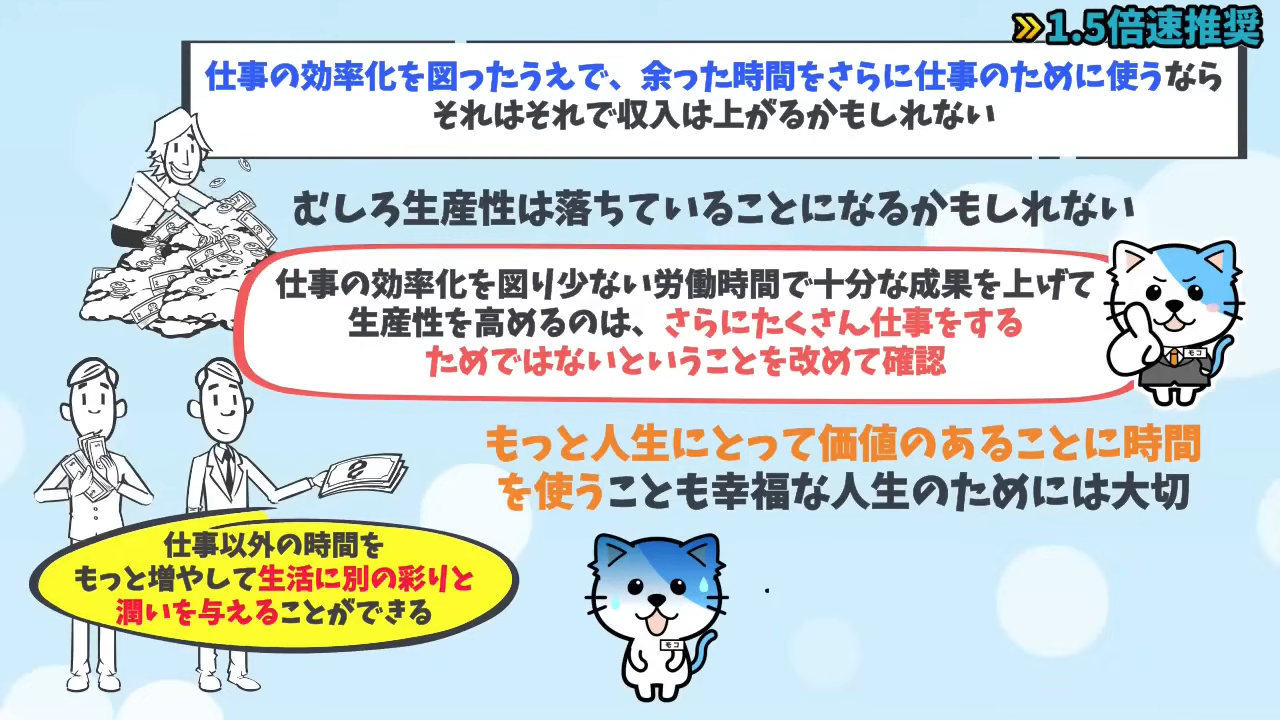 1.5倍速推奨
仕事の効率化を図ったうえで、余った時間をさらに仕事のために使うなら
それはそれで収入は上がるかもしれない
むしろ生産性は落ちていることになるかもしれない
仕事の効率化を図り少ない労働時間で十分な成果を上げて
生産性を高めるのは、さらにたくさん仕事をする
ためではないということを改めて確認
モコ
もっと人生にとって価値のあることに時間
を使うことも幸福な人生のためには大切
仕事以外の時間を
もっと増やして生活に別の彩りと
潤いを与えることができる
モコ